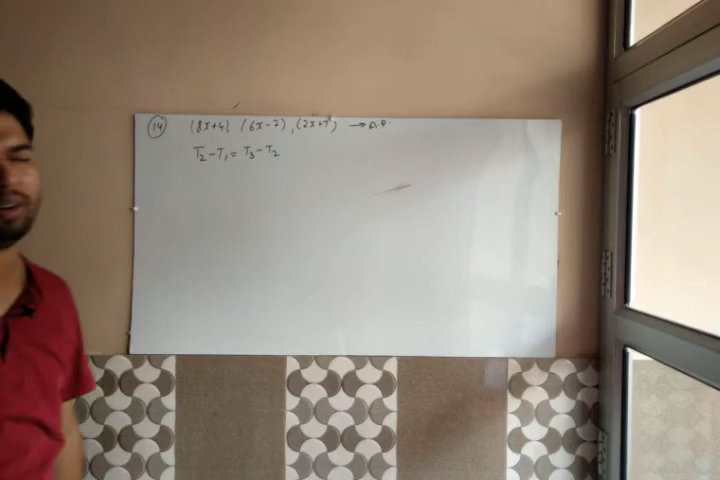 (14) (8x+4), (6x-2), (2x+7) → A.P.
T₂-T₁ = T₃-T₂